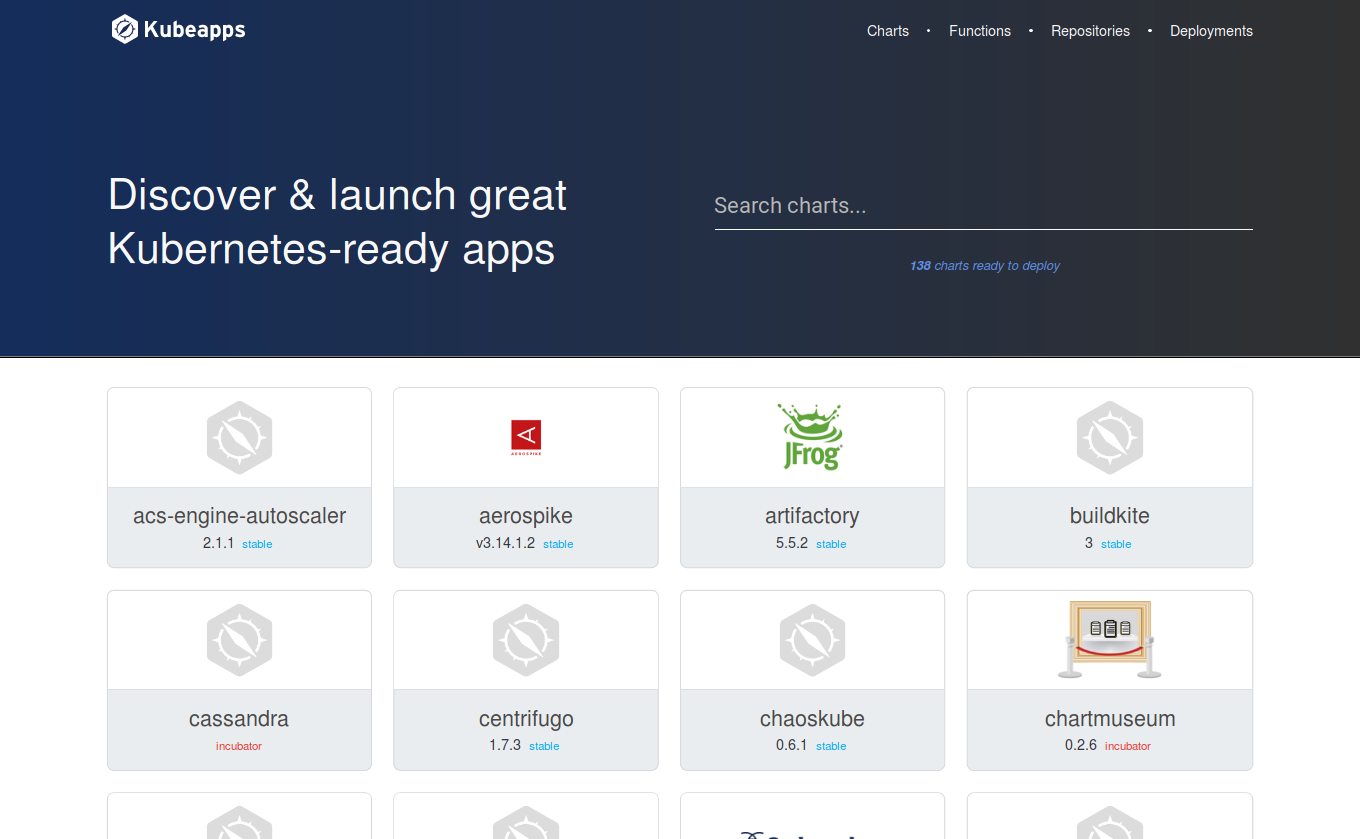 Kubeapps
Charts • Functions • Repositories • Deployments
Discover & launch great
Kubernetes-ready apps
Search charts...
138 charts ready to deploy
AEROSPIKE
JFrog
acs-engine-autoscaler
2.1.1 stable
aerospike
v3.14.1.2 stable
artifactory
5.5.2 stable
buildkite
3 stable
cassandra
incubator
centrifugo
1.7.3 stable
chaoskube
0.6.1 stable
chartmuseum
0.2.6 incubator